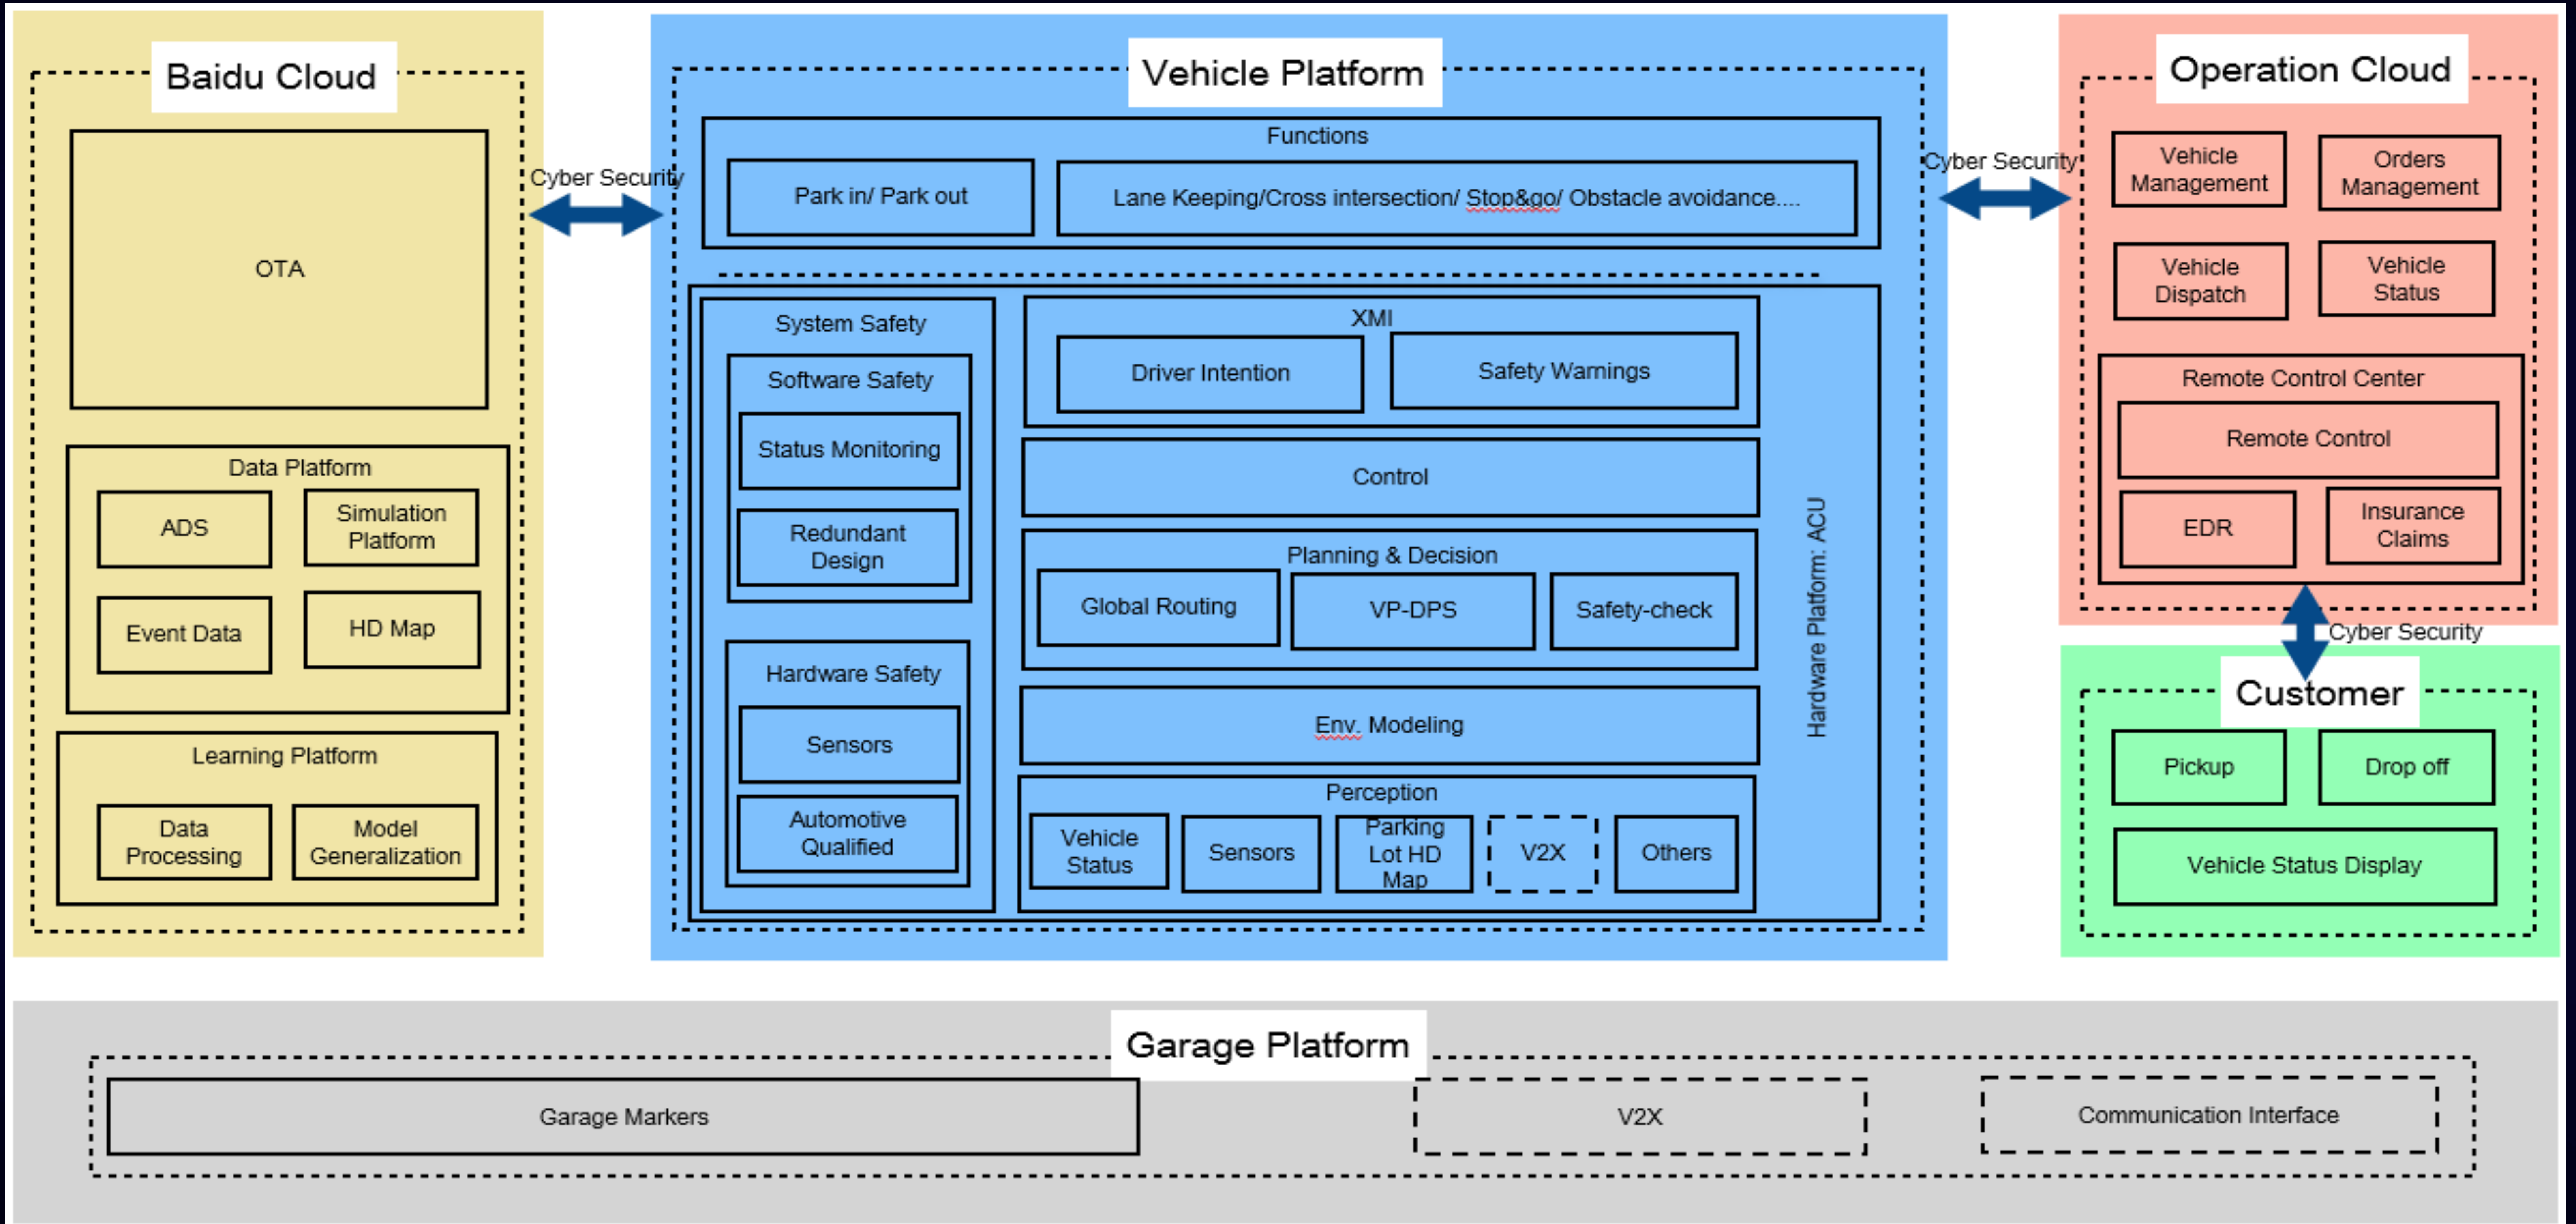 Baidu Cloud
OTA
Data Platform
ADS
Simulation
Platform
Event Data
HD Map
Learning Platform
Data
Processing
Model
Generalization
Cyber Security
Vehicle Platform
Functions
Park in/ Park out
Lane Keeping/Cross intersection/ Stop&go/ Obstacle avoidance....
System Safety
Software Safety
Status Monitoring
Redundant
Design
Hardware Safety
Sensors
Automotive
Qualified
XMI
Driver Intention
Safety Warnings
Control
Planning & Decision
Global Routing
VP-DPS
Safety-check
Env. Modeling
Perception
Vehicle
Status
Sensors
Parking
Lot HD
Map
V2X
Others
Hardware Platform: ACU
Cyber Security
Operation Cloud
Vehicle
Management
Orders
Management
Vehicle
Dispatch
Vehicle
Status
Remote Control Center
Remote Control
EDR
Insurance
Claims
Cyber Security
Customer
Pickup
Drop off
Vehicle Status Display
Garage Platform
Garage Markers
V2X
Communication Interface